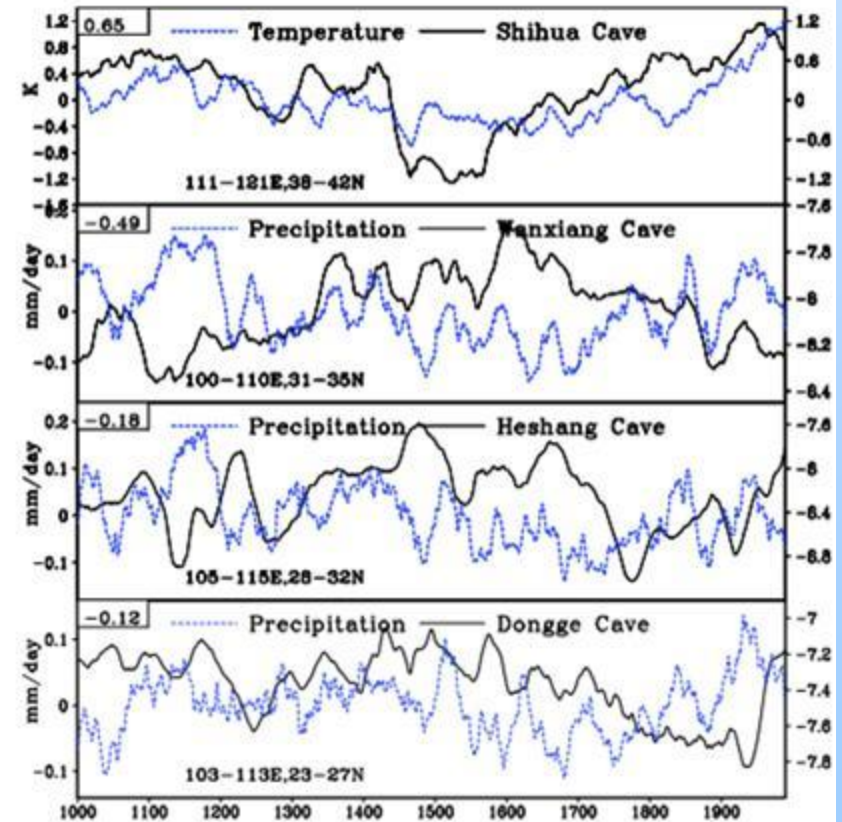 1.2 0.65 Temperature Shihua Cave 1.2
0.8
0.6
0.4
K 0 0
-0.4
-0.6
-0.8
-1.2 111-121E,38-42N -1.2
-7.6
-0.49 Precipitation Wanxiang Cave
-7.8
0.1
mm/day 0 -8
-8.2
-0.1
100-110E,31-35N -8.4
0.2 -0.18 Precipitation Heshang Cave -7.6
0.1 -8
mm/day 0 -8.4
-0.1 -8.8
105-115E,28-32N
-0.12 Precipitation Dongge Cave -7
0.1 -7.2
-7.4
mm/day 0
-7.6
-7.8
-0.1 103-113E,23-27N
1000 1100 1200 1300 1400 1500 1600 1700 1800 1900